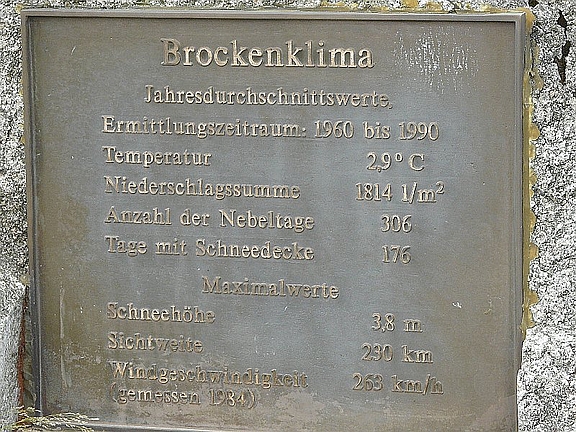 Brockenklima
Jahresdurchschnittswerte,
Ermittlungszeitraum: 1960 bis 1990
Temperatur 2,9° C
Niederschlagssumme 1814 l/m²
Anzahl der Nebeltage 306
Tage mit Schneedecke 176
Maximalwerte
Schneehöhe 3,8 m
Sichtweite 230 km
Windgeschwindigkeit 263 km/h
(gemessen 1984)